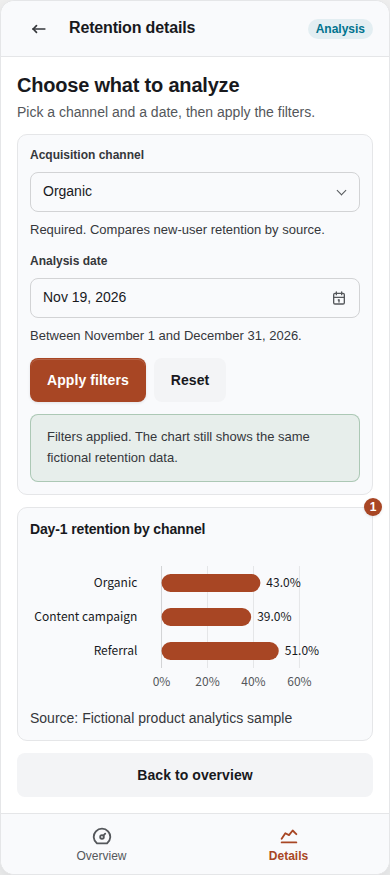 Retention details
Analysis
Choose what to analyze
Pick a channel and a date, then apply the filters.
Acquisition channel
Organic
Required. Compares new-user retention by source.
Analysis date
Nov 19, 2026
Between November 1 and December 31, 2026.
Apply filters
Reset
Filters applied. The chart still shows the same
fictional retention data.
1
Day-1 retention by channel
Organic
43.0%
Content campaign
39.0%
Referral
51.0%
0%
20%
40%
60%
Source: Fictional product analytics sample
Back to overview
Overview
Details